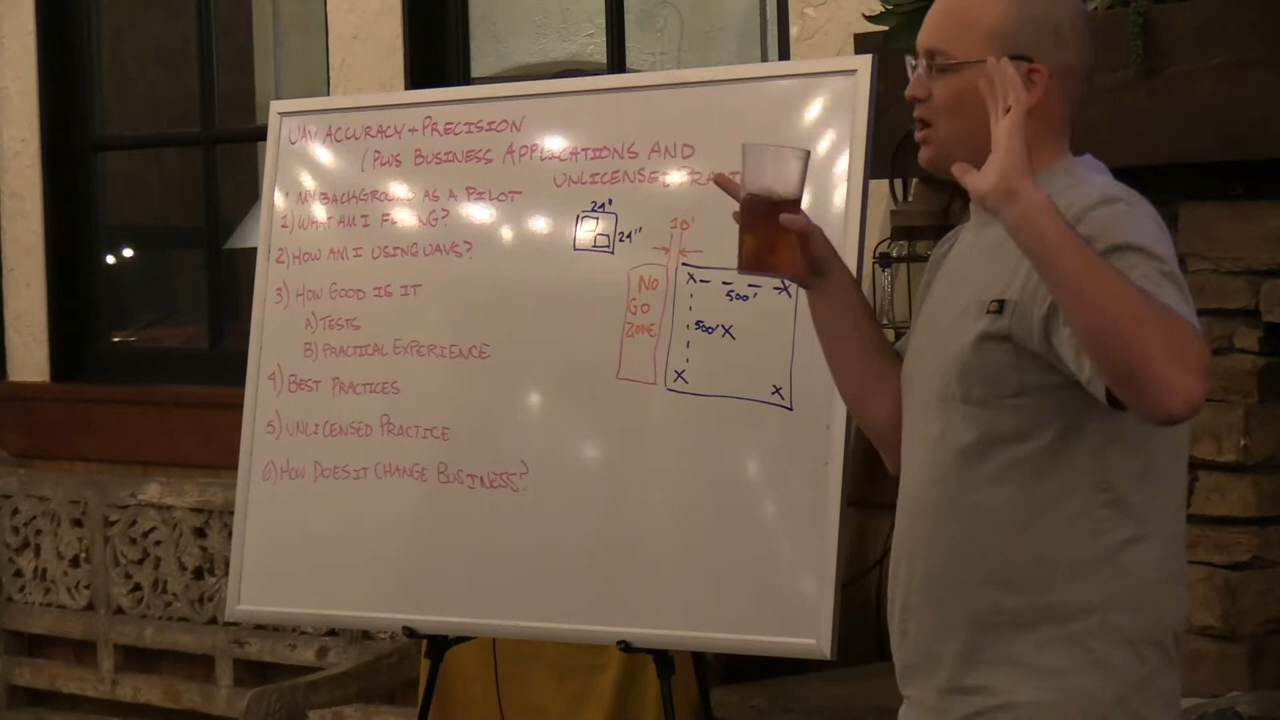 UAV ACCURACY + PRECISION
(PLUS BUSINESS APPLICATIONS AND
UNLICENSED
MY BACKGROUND AS A PILOT
1) WHAT AM I FLYING?
2) HOW AM I USING UAVS?
3) HOW GOOD IS IT
A) TESTS
B) PRACTICAL EXPERIENCE
4) BEST PRACTICES
5) UNLICENSED PRACTICE
6) HOW DOES IT CHANGE BUSINESS?
24"
24"
10'
NO
GO
ZONE
X X
500'
500' X
X X